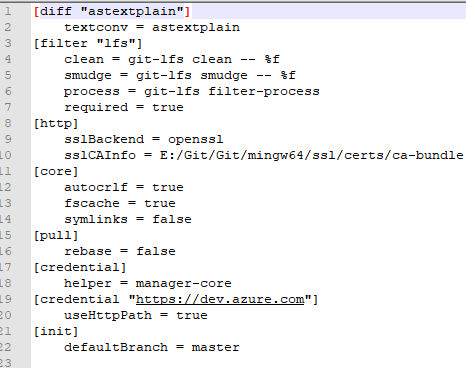 1 [diff "astextplain"]
2 textconv = astextplain
3 [filter "lfs"]
4 clean = git-lfs clean -- %f
5 smudge = git-lfs smudge -- %f
6 process = git-lfs filter-process
7 required = true
8 [http]
9 sslBackend = openssl
10 sslCAInfo = E:/Git/Git/mingw64/ssl/certs/ca-bundle
11 [core]
12 autocrlf = true
13 fscache = true
14 symlinks = false
15 [pull]
16 rebase = false
17 [credential]
18 helper = manager-core
19 [credential "https://dev.azure.com"]
20 useHttpPath = true
21 [init]
22 defaultBranch = master
23